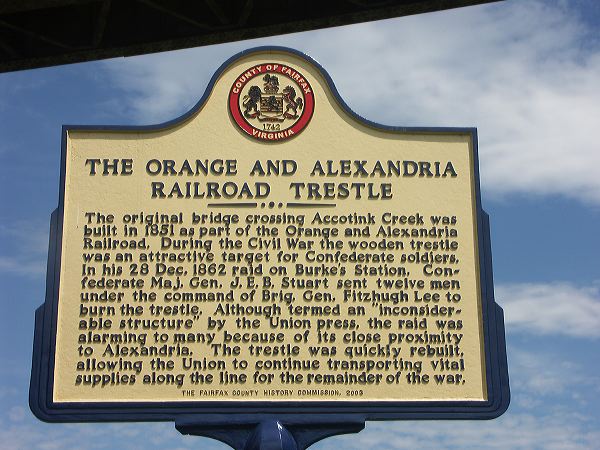 COUNTY OF FAIRFAX
1742
VIRGINIA
THE ORANGE AND ALEXANDRIA
RAILROAD TRESTLE
The original bridge crossing Accotink Creek was
built in 1851 as part of the Orange and Alexandria
Railroad. During the Civil War the wooden trestle
was an attractive target for Confederate soldiers.
In his 28 Dec. 1862 raid on Burke's Station, Con-
federate Maj. Gen. J. E. B. Stuart sent twelve men
under the command of Brig. Gen. Fitzhugh Lee to
burn the trestle. Although termed an "inconsider-
able structure" by the Union press, the raid was
alarming to many because of its close proximity
to Alexandria. The trestle was quickly rebuilt,
allowing the Union to continue transporting vital
supplies along the line for the remainder of the war.
THE FAIRFAX COUNTY HISTORY COMMISSION, 2003